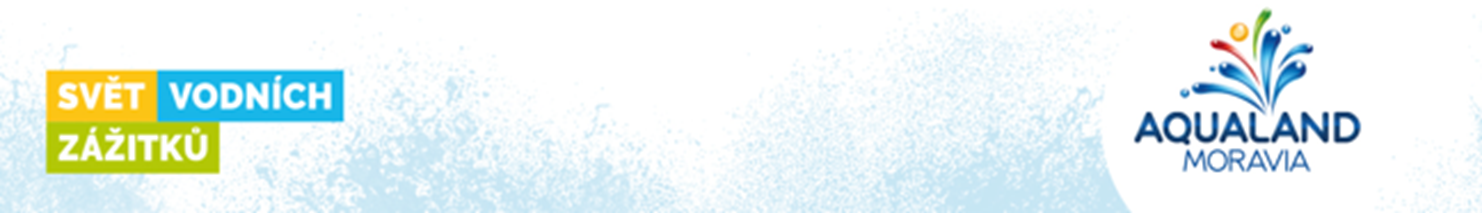 SVĚT VODNÍCH
ZÁŽITKŮ
AQUALAND
MORAVIA